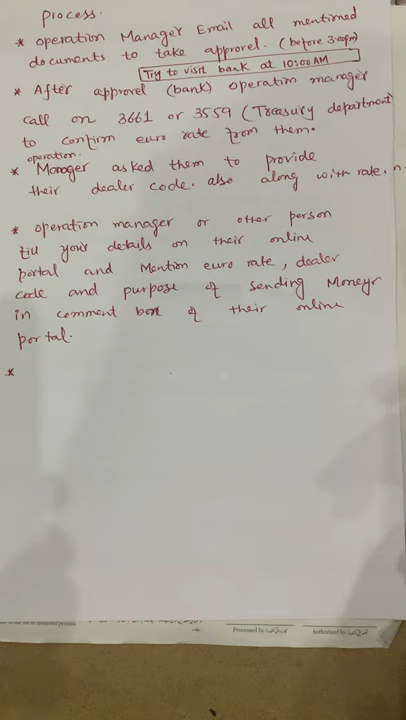 Process.
* operation Manager Email all mentioned
documents to take approvel. (before 3:00pm)
Try to visit bank at 10:00 AM
* After approvel (bank) operation manager
call on 3661 or 3559 (Treasury department)
to confirm euro rate from them.
operation.
* Manager asked them to provide
their dealer code. also along with rate.
* operation manager or other person
fill your details on their online
portal and Mention euro rate, dealer
code and purpose of sending Money
in comment box of their online
portal.
*
Processed by
Authorized by